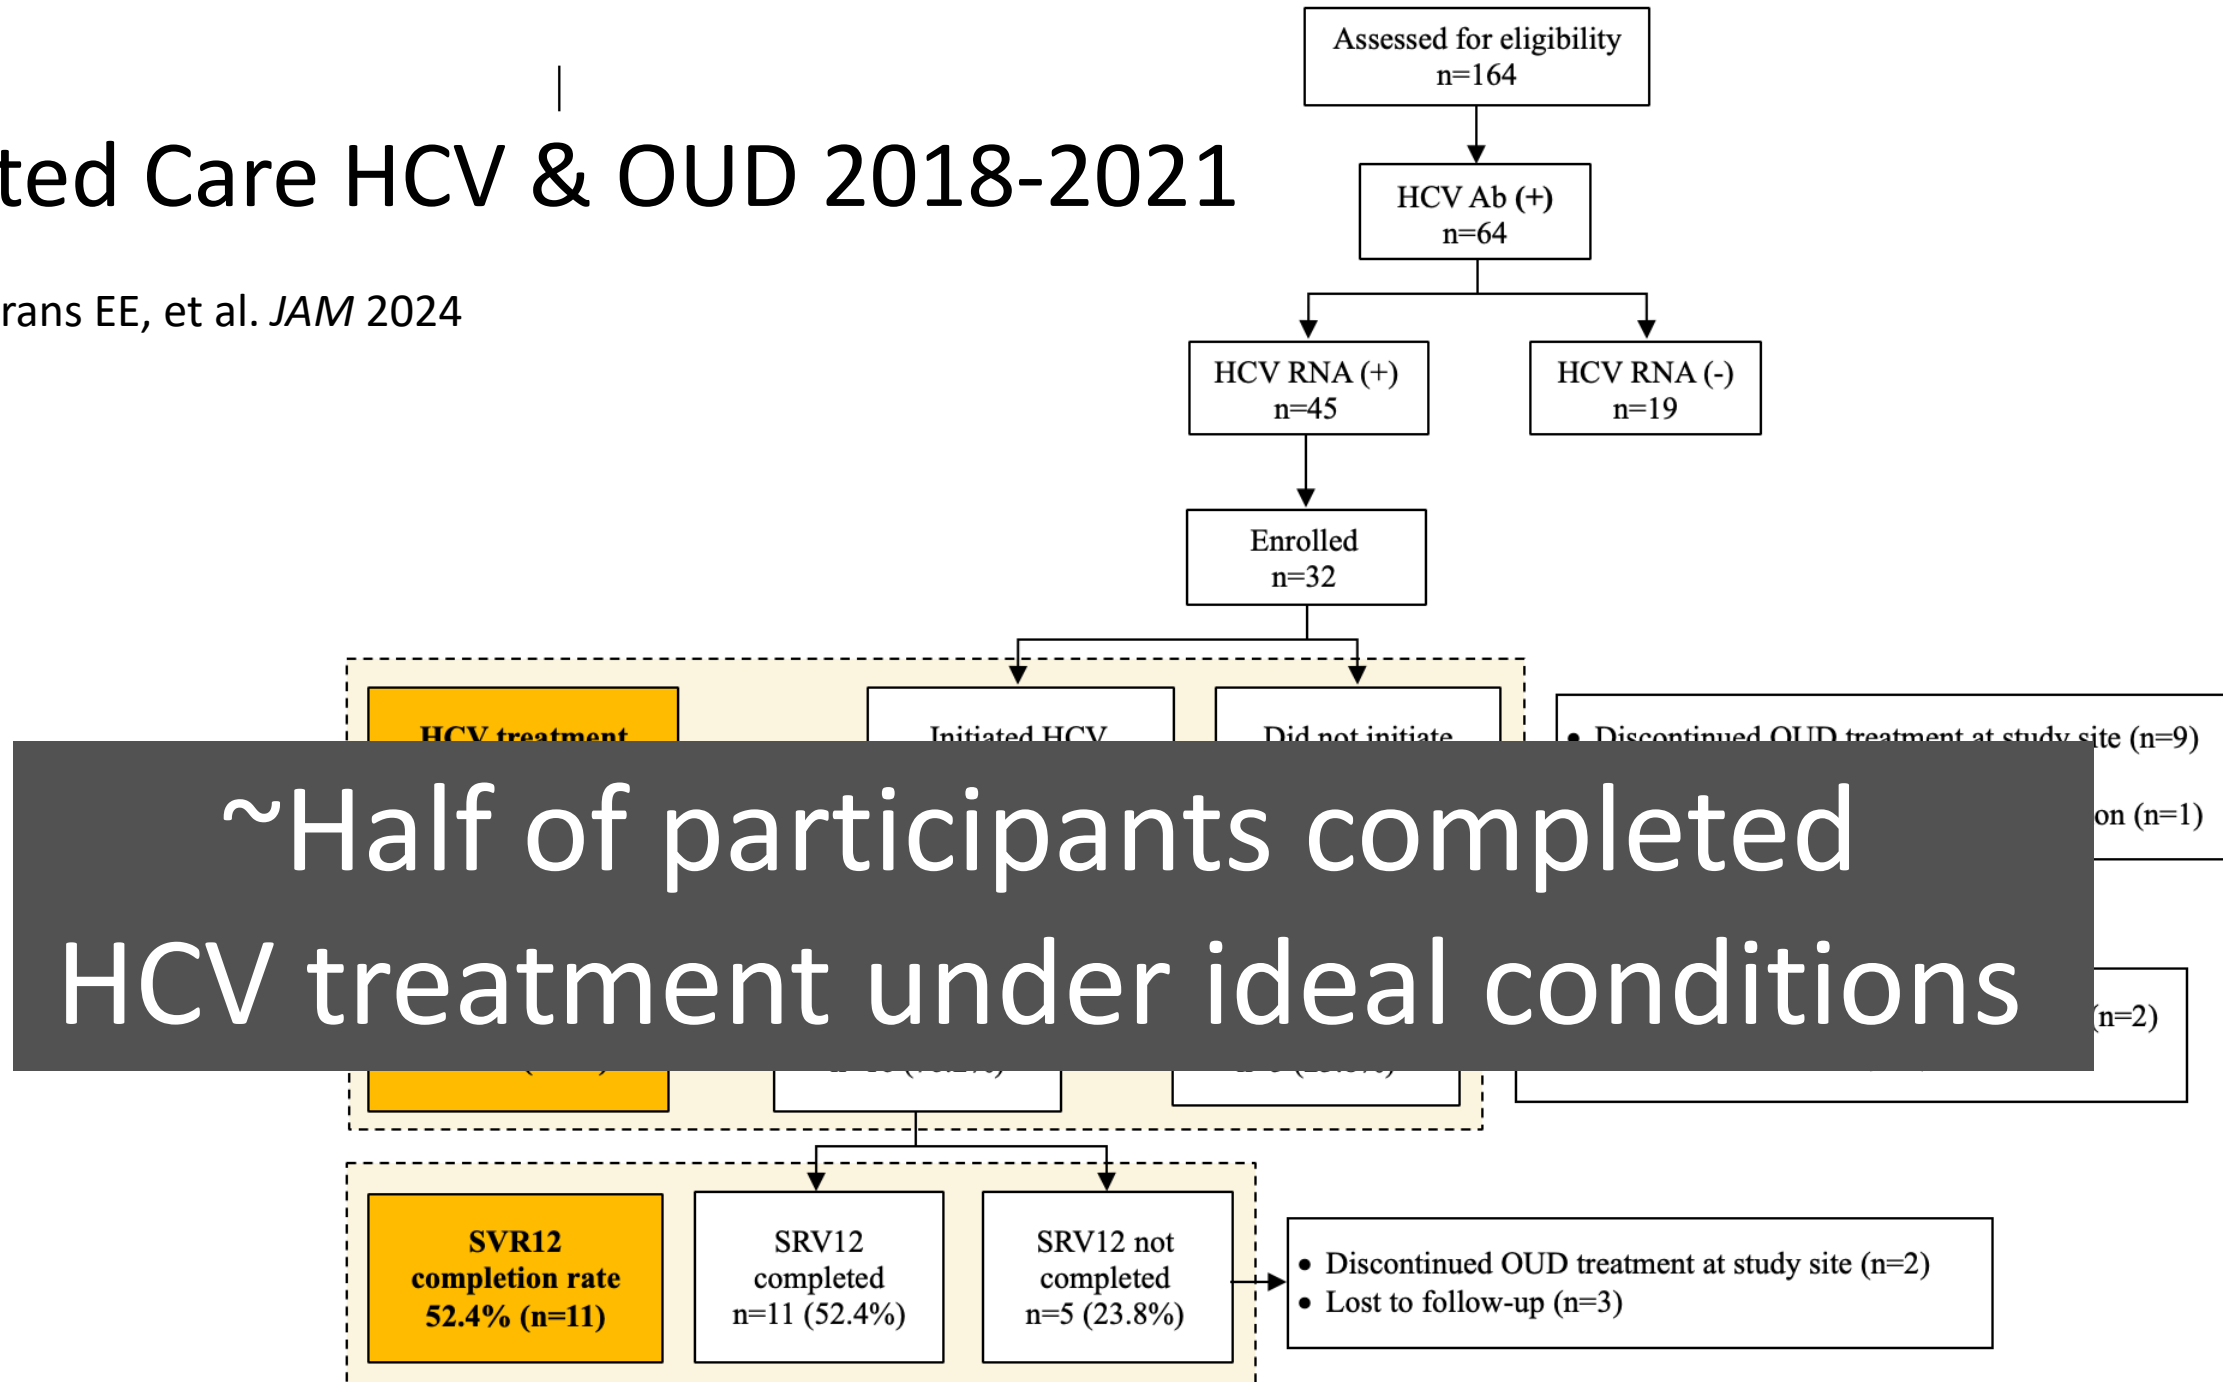 Assessed for eligibility
n=164
ted Care HCV & OUD 2018-2021
HCV Ab (+)
n=64
rans EE, et al. JAM 2024
HCV RNA (+)
n=45
HCV RNA (-)
n=19
Enrolled
n=32
HCV treatment
Initiated HCV
Did not initiate
• Discontinued OUD treatment at study site (n=9)
on (n=1)
~Half of participants completed
HCV treatment under ideal conditions
(n=2)
SVR12
completion rate
52.4% (n=11)
SRV12
completed
n=11 (52.4%)
SRV12 not
completed
n=5 (23.8%)
• Discontinued OUD treatment at study site (n=2)
• Lost to follow-up (n=3)